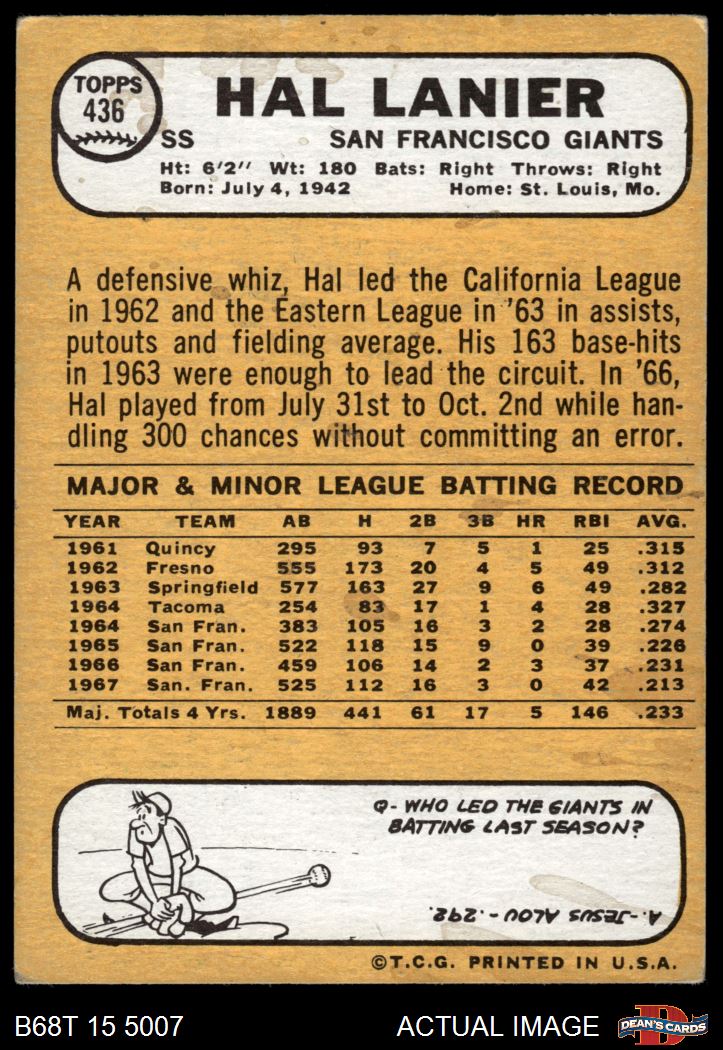 TOPPS
436
HAL LANIER
SS SAN FRANCISCO GIANTS
Ht: 6'2'' Wt: 180 Bats: Right Throws: Right
Born: July 4, 1942 Home: St. Louis, Mo.
A defensive whiz, Hal led the California League
in 1962 and the Eastern League in '63 in assists,
putouts and fielding average. His 163 base-hits
in 1963 were enough to lead the circuit. In '66,
Hal played from July 31st to Oct. 2nd while han-
dling 300 chances without committing an error.
MAJOR & MINOR LEAGUE BATTING RECORD
YEAR TEAM AB H 2B 3B HR RBI AVG.
1961 Quincy 295 93 7 5 1 25 .315
1962 Fresno 555 173 20 4 5 49 .312
1963 Springfield 577 163 27 9 6 49 .282
1964 Tacoma 254 83 17 1 4 28 .327
1964 San Fran. 383 105 16 3 2 28 .274
1965 San Fran. 522 118 15 9 0 39 .226
1966 San Fran. 459 106 14 2 3 37 .231
1967 San. Fran. 525 112 16 3 0 42 .213
Maj. Totals 4 Yrs. 1889 441 61 17 5 146 .233
Q- WHO LED THE GIANTS IN
BATTING LAST SEASON?
A.- JESUS ALOU - .292.
©T.C.G. PRINTED IN U.S.A.
B68T 15 5007 ACTUAL IMAGE
D
DEAN'S CARDS